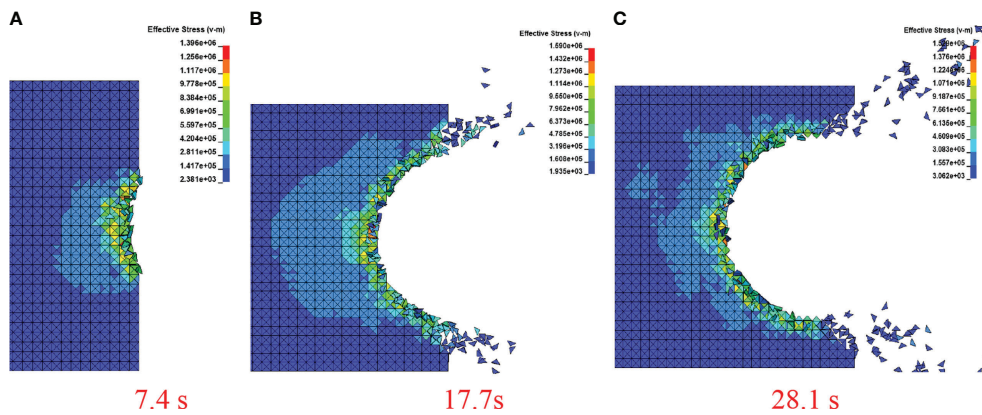 A
Effective Stress (v-m)
1.396e+06
1.256e+06
1.117e+06
9.778e+05
8.384e+05
6.991e+05
5.597e+05
4.204e+05
2.811e+05
1.417e+05
2.381e+03
7.4 s
B
Effective Stress (v-m)
1.590e+06
1.432e+06
1.273e+06
1.114e+06
9.550e+05
7.962e+05
6.373e+05
4.785e+05
3.196e+05
1.608e+05
1.935e+03
17.7s
C
Effective Stress (v-m)
1.376e+06
1.071e+06
9.187e+05
7.661e+05
6.135e+05
4.609e+05
3.083e+05
1.557e+05
3.062e+03
28.1 s